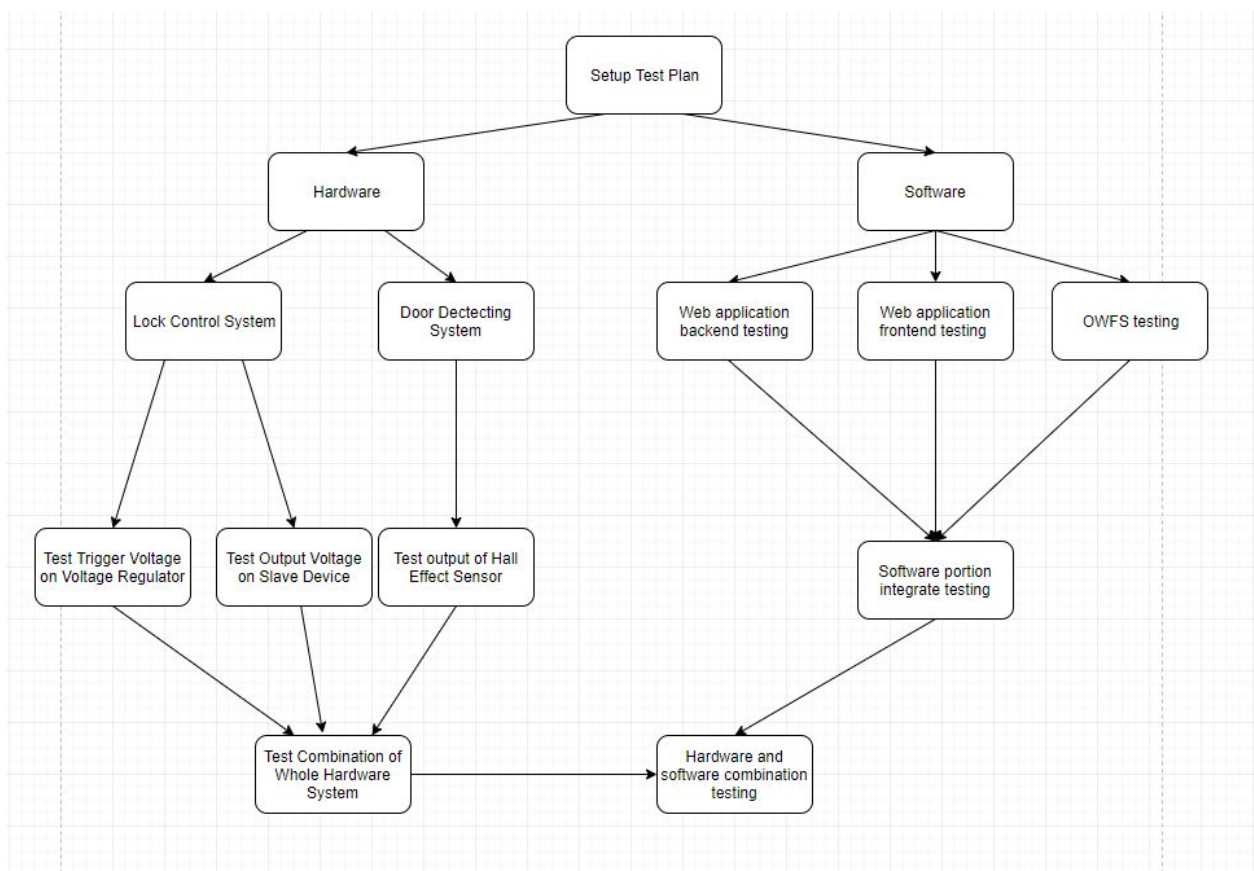 Setup Test Plan
Hardware
Software
Lock Control System
Door Dectecting
System
Web application
backend testing
Web application
frontend testing
OWFS testing
Test Trigger Voltage
on Voltage Regulator
Test Output Voltage
on Slave Device
Test output of Hall
Effect Sensor
Software portion
integrate testing
Test Combination of
Whole Hardware
System
Hardware and
software combination
testing